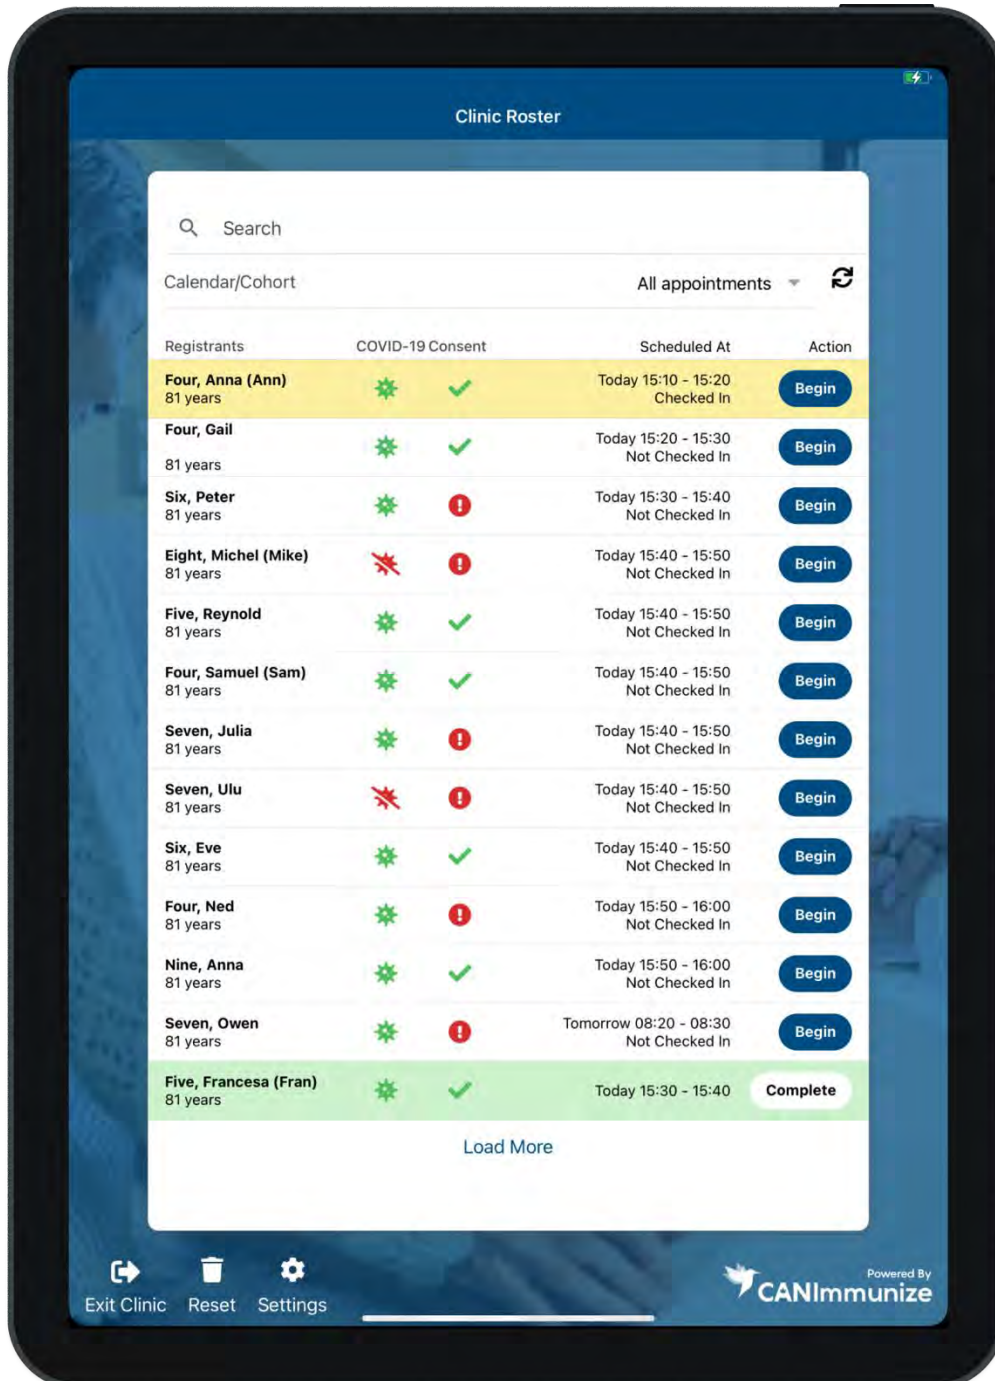 Clinic Roster
Search
Calendar/Cohort All appointments
Registrants COVID-19 Consent Scheduled At Action
Four, Anna (Ann) Today 15:10 - 15:20 Begin
81 years Checked In
Four, Gail Today 15:20 - 15:30 Begin
81 years Not Checked In
Six, Peter Today 15:30 - 15:40 Begin
81 years Not Checked In
Eight, Michel (Mike) Today 15:40 - 15:50 Begin
81 years Not Checked In
Five, Reynold Today 15:40 - 15:50 Begin
81 years Not Checked In
Four, Samuel (Sam) Today 15:40 - 15:50 Begin
81 years Not Checked In
Seven, Julia Today 15:40 - 15:50 Begin
81 years Not Checked In
Seven, Ulu Today 15:40 - 15:50 Begin
81 years Not Checked In
Six, Eve Today 15:40 - 15:50 Begin
81 years Not Checked In
Four, Ned Today 15:50 - 16:00 Begin
81 years Not Checked In
Nine, Anna Today 15:50 - 16:00 Begin
81 years Not Checked In
Seven, Owen Tomorrow 08:20 - 08:30 Begin
81 years Not Checked In
Five, Francesa (Fran) Today 15:30 - 15:40 Complete
81 years
Load More
Exit Clinic Reset Settings
Powered By
CANImmunize